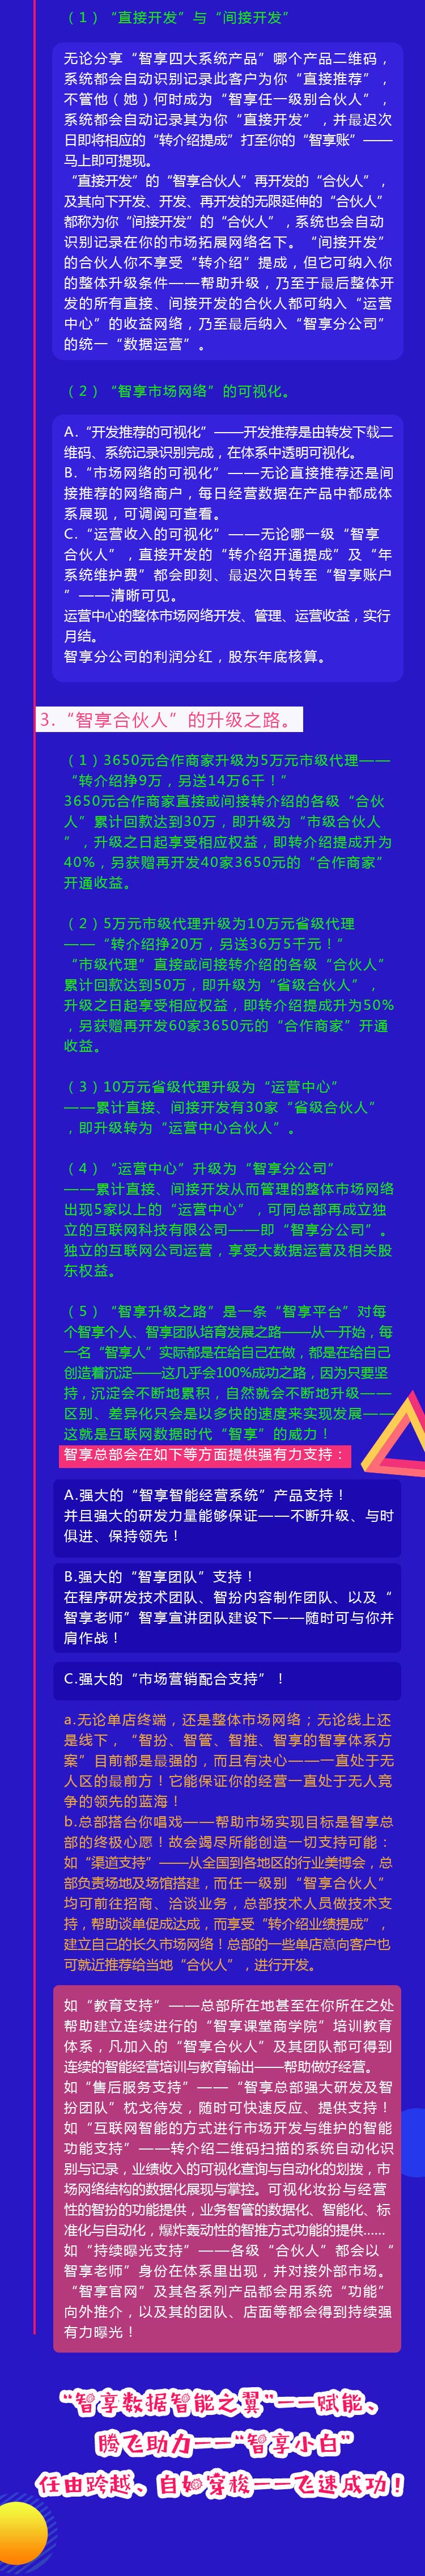 （1）“直接开发”与“间接开发”
无论分享“智享四大系统产品”哪个产品二维码，
系统都会自动识别记录此客户为你“直接推荐”，
不管他（她）何时成为“智享任一级别合伙人”，
系统都会自动记录其为你“直接开发”，并最迟次
日即将相应的“转介绍提成”打至你的“智享账”——
马上即可提现。
“直接开发”的“智享合伙人”再开发的“合伙人”，
及其向下开发、开发、再开发的无限延伸的“合伙人”
都称为你“间接开发”的“合伙人”，系统也会自动
识别记录在你的市场拓展网络名下。“间接开发”
的合伙人你不享受“转介绍”提成，但它可纳入你
的整体升级条件——帮助升级，乃至于最后整体开
发的所有直接、间接开发的合伙人都可纳入“运营
中心”的收益网络，乃至最后纳入“智享分公司”
的统一“数据运营”。
（2）“智享市场网络”的可视化。
A.“开发推荐的可视化”——开发推荐是由转发下载二
维码、系统记录识别完成，在体系中透明可视化。
B.“市场网络的可视化”——无论直接推荐还是间
接推荐的网络商户，每日经营数据在产品中都成体
系展现，可调阅可查看。
C.“运营收入的可视化”——无论哪一级“智享
合伙人”，直接开发的“转介绍开通提成”及“年
系统维护费”都会即刻、最迟次日转至“智享账户
”——清晰可见。
运营中心的整体市场网络开发、管理、运营收益，实行
月结。
智享分公司的利润分红，股东年底核算。
3.“智享合伙人”的升级之路。
（1）3650元合作商家升级为5万元市级代理——
“转介绍挣9万，另送14万6千！”
3650元合作商家直接或间接转介绍的各级“合伙
人”累计回款达到30万，即升级为“市级合伙人
”，升级之日起享受相应权益，即转介绍提成升为
40%，另获赠再开发40家3650元的“合作商家”
开通收益。
（2）5万元市级代理升级为10万元省级代理
——“转介绍挣20万，另送36万5千元！”
“市级代理”直接或间接转介绍的各级“合伙人”
累计回款达到50万，即升级为“省级合伙人”，
升级之日起享受相应权益，即转介绍提成升为50%
，另获赠再开发60家3650元的“合作商家”开通
收益。
（3）10万元省级代理升级为“运营中心”
——累计直接、间接开发有30家“省级合伙人”
，即升级转为“运营中心合伙人”。
（4）“运营中心”升级为“智享分公司”
——累计直接、间接开发从而管理的整体市场网络
出现5家以上的“运营中心”，可同总部再成立独
立的互联网科技有限公司——即“智享分公司”。
独立的互联网公司运营，享受大数据运营及相关股
东权益。
（5）“智享升级之路”是一条“智享平台”对每
个智享个人、智享团队培育发展之路——从一开始，每
一名“智享人”实际都是在给自己在做，都是在给自己
创造着沉淀——这几乎会100%成功之路，因为只要坚
持，沉淀会不断地累积，自然就会不断地升级——
区别、差异化只会是以多快的速度来实现发展——
这就是互联网数据时代“智享”的威力！
智享总部会在如下等方面提供强有力支持：
A.强大的“智享智能经营系统”产品支持！
并且强大的研发力量能够保证——不断升级、与时
俱进、保持领先！
B.强大的“智享团队”支持！
在程序研发技术团队、智扮内容制作团队、以及“
智享老师”智享宣讲团队建设下——随时可与你并
肩作战！
C.强大的“市场营销配合支持”！
a.无论单店终端，还是整体市场网络；无论线上还
是线下，“智扮、智管、智推、智享的智享体系方
案”目前都是最强的，而且有决心——一直处于无
人区的最前方！它能保证你的经营一直处于无人竞
争的领先的蓝海！
b.总部搭台你唱戏——帮助市场实现目标是智享总
部的终极心愿！故会竭尽所能创造一切支持可能：
如“渠道支持”——从全国到各地区的行业美博会，总
部负责场地及场馆搭建，而任一级别“智享合伙人”
均可前往招商、洽谈业务，总部技术人员做技术支
持，帮助谈单促成达成，而享受“转介绍业绩提成”，
建立自己的长久市场网络！总部的一些单店意向客户也
可就近推荐给当地“合伙人”，进行开发。
如“教育支持”——总部所在地甚至在你所在之处
帮助建立连续进行的“智享课堂商学院”培训教育
体系，凡加入的“智享合伙人”及其团队都可得到
连续的智能经营培训与教育输出——帮助做好经营。
如“售后服务支持”——“智享总部强大研发及智
扮团队”枕戈待发，随时可快速反应、提供支持！
如“互联网智能的方式进行市场开发与维护的智能
功能支持”——转介绍二维码扫描的系统自动化识
别与记录，业绩收入的可视化查询与自动化的划拨，市
场网络结构的数据化展现与掌控。可视化妆扮与经营
性的智扮的功能提供，业务智管的数据化、智能化、标
准化与自动化，爆炸轰动性的智推方式功能的提供……
如“持续曝光支持”——各级“合伙人”都会以“
智享老师”身份在体系里出现，并对接外部市场。
“智享官网”及其各系列产品都会用系统“功能”
向外推介，以及其的团队、店面等都会得到持续强
有力曝光！
“智享数据智能之翼”——赋能、
腾飞助力——“智享小白”
任由跨越、自如穿梭——飞速成功！